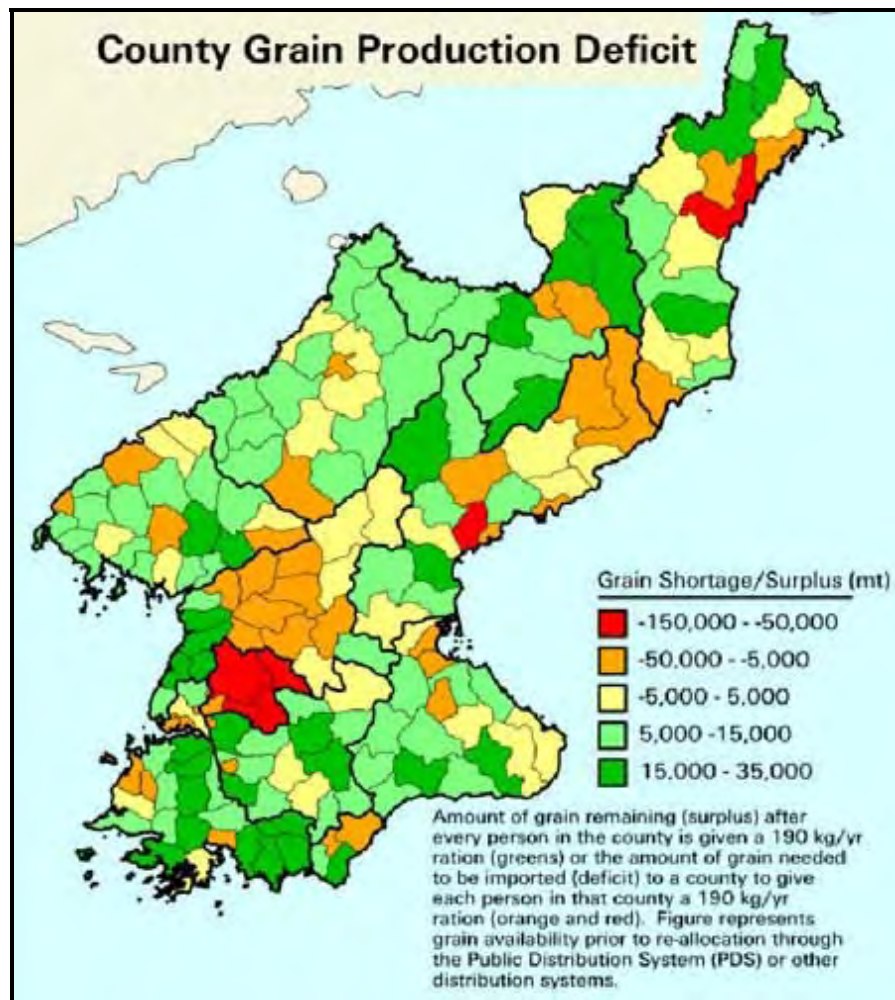 County Grain Production Deficit
Grain Shortage/Surplus (mt)
-150,000 - -50,000
-50,000 - -5,000
-5,000 - 5,000
5,000 -15,000
15,000 - 35,000
Amount of grain remaining (surplus) after
every person in the county is given a 190 kg/yr
ration (greens) or the amount of grain needed
to be imported (deficit) to a county to give
each person in that county a 190 kg/yr
ration (orange and red). Figure represents
grain availability prior to re-allocation through
the Public Distribution System (PDS) or other
distribution systems.